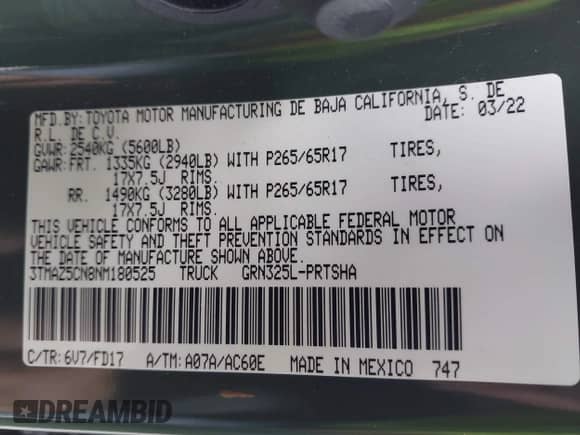 MFD.BY: TOYOTA MOTOR MANUFACTURING DE BAJA CALIFORNIA, S. DE
R.L. DE C.V. DATE: 03/22
GVWR: 2540KG (5600LB)
GAWR: FRT. 1335KG (2940LB) WITH P265/65R17 TIRES,
17X7.5J RIMS.
RR. 1490KG (3280LB) WITH P265/65R17 TIRES,
17X7.5J RIMS.
THIS VEHICLE CONFORMS TO ALL APPLICABLE FEDERAL MOTOR
VEHICLE SAFETY AND THEFT PREVENTION STANDARDS IN EFFECT ON
THE DATE OF MANUFACTURE SHOWN ABOVE.
3TMAZ5CN8NM180525 TRUCK GRN325L-PRTSHA
C/TR: 6V7/FD17 A/TM: A07A/AC60E MADE IN MEXICO 747
DREAMBID